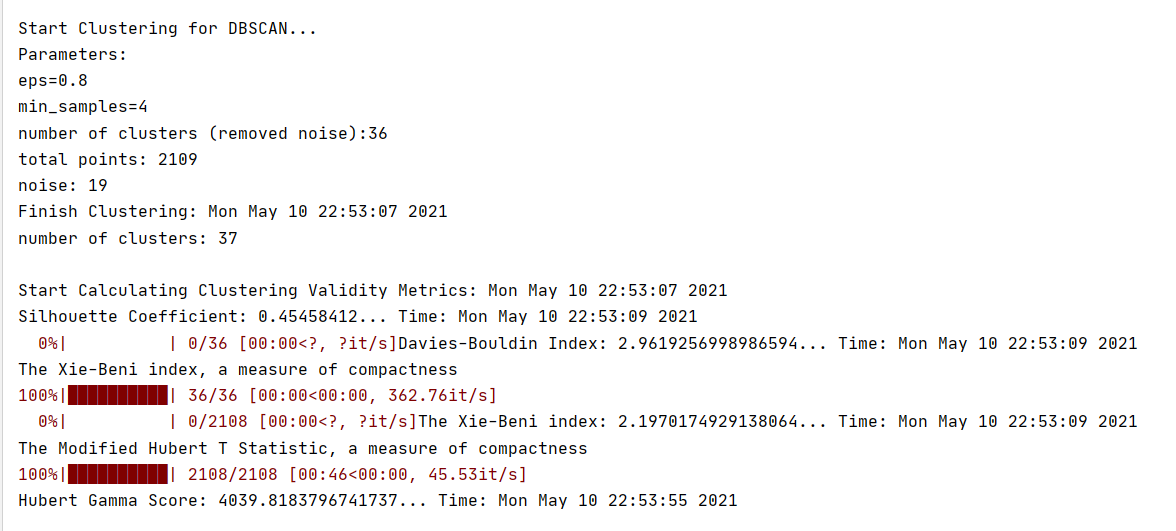 Start Clustering for DBSCAN...
Parameters:
eps=0.8
min_samples=4
number of clusters (removed noise):36
total points: 2109
noise: 19
Finish Clustering: Mon May 10 22:53:07 2021
number of clusters: 37
Start Calculating Clustering Validity Metrics: Mon May 10 22:53:07 2021
Silhouette Coefficient: 0.45458412... Time: Mon May 10 22:53:09 2021
  0%|          | 0/36 [00:00<?, ?it/s]Davies-Bouldin Index: 2.9619256998986594... Time: Mon May 10 22:53:09 2021
The Xie-Beni index, a measure of compactness
100%|██████████| 36/36 [00:00<00:00, 362.76it/s]
  0%|          | 0/2108 [00:00<?, ?it/s]The Xie-Beni index: 2.1970174929138064... Time: Mon May 10 22:53:09 2021
The Modified Hubert T Statistic, a measure of compactness
100%|██████████| 2108/2108 [00:46<00:00, 45.53it/s]
Hubert Gamma Score: 4039.8183796741737... Time: Mon May 10 22:53:55 2021